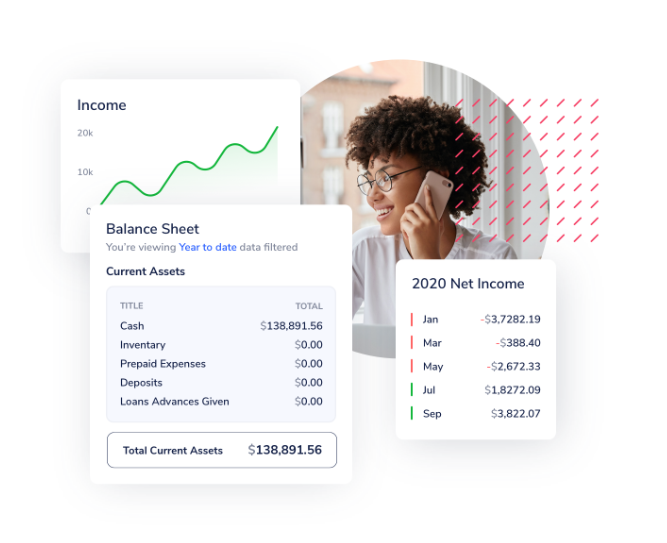 Income
20k
10k
0
Balance Sheet
You're viewing Year to date data filtered
Current Assets
TITLE TOTAL
Cash $138,891.56
Inventory $0.00
Prepaid Expenses $0.00
Deposits $0.00
Loans Advances Given $0.00
Total Current Assets $138,891.56
2020 Net Income
Jan -$3,7282.19
Mar -$388.40
May -$2,672.33
Jul $1,8272.09
Sep $3,822.07